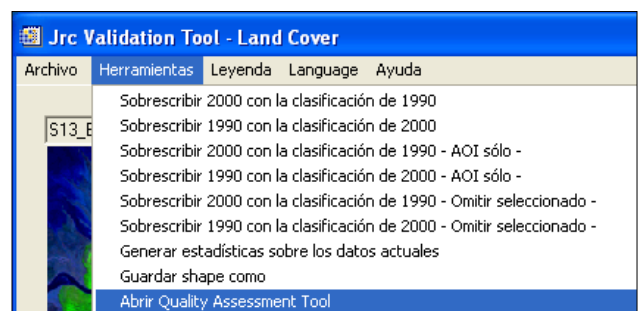 Jrc Validation Tool - Land Cover
Archivo Herramientas Leyenda Language Ayuda
Sobrescribir 2000 con la clasificación de 1990
Sobrescribir 1990 con la clasificación de 2000
Sobrescribir 2000 con la clasificación de 1990 - AOI sólo -
Sobrescribir 1990 con la clasificación de 2000 - AOI sólo -
Sobrescribir 2000 con la clasificación de 1990 - Omitir seleccionado -
Sobrescribir 1990 con la clasificación de 2000 - Omitir seleccionado -
Generar estadísticas sobre los datos actuales
Guardar shape como
Abrir Quality Assessment Tool